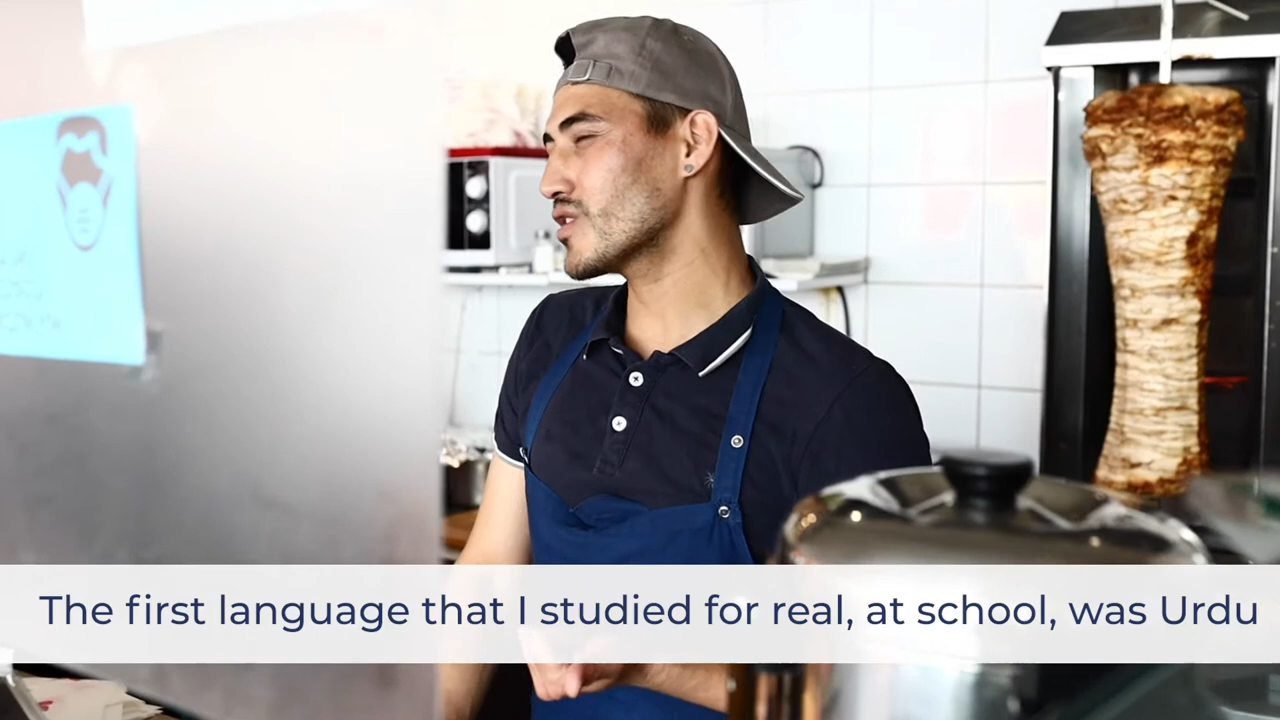 The first language that I studied for real, at school, was Urdu